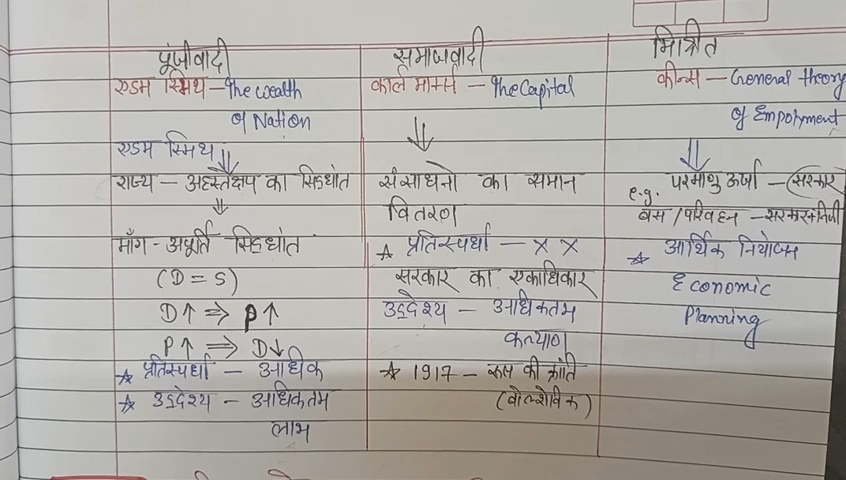 पूंजीवादी
एडम स्मिथ – The Wealth
of Nation
एडम स्मिथ
राज्य – अहस्तक्षेप का सिद्धांत
माँग - आपूर्ति सिद्धांत
(D = S)
D↑ ⇒ P↑
P↑ ⇒ D↓
★ प्रतिस्पर्धा – अधिक
★ उद्देश्य – अधिकतम
लाभ
समाजवादी
कार्ल मार्क्स – The Capital
संसाधनो का समान
वितरण
★ प्रतिस्पर्धा – X X
सरकार का एकाधिकार
उद्देश्य – अधिकतम
कल्याण
★ 1917 – रूस की क्रांति
(वोल्शेविक)
मिश्रित
कीन्स – General theory
of Empolyment
परमाणु ऊर्जा – सरकार
e.g.
बस / परिवहन – सरकार+निजी
★ आर्थिक नियोजन
Economic
Planning